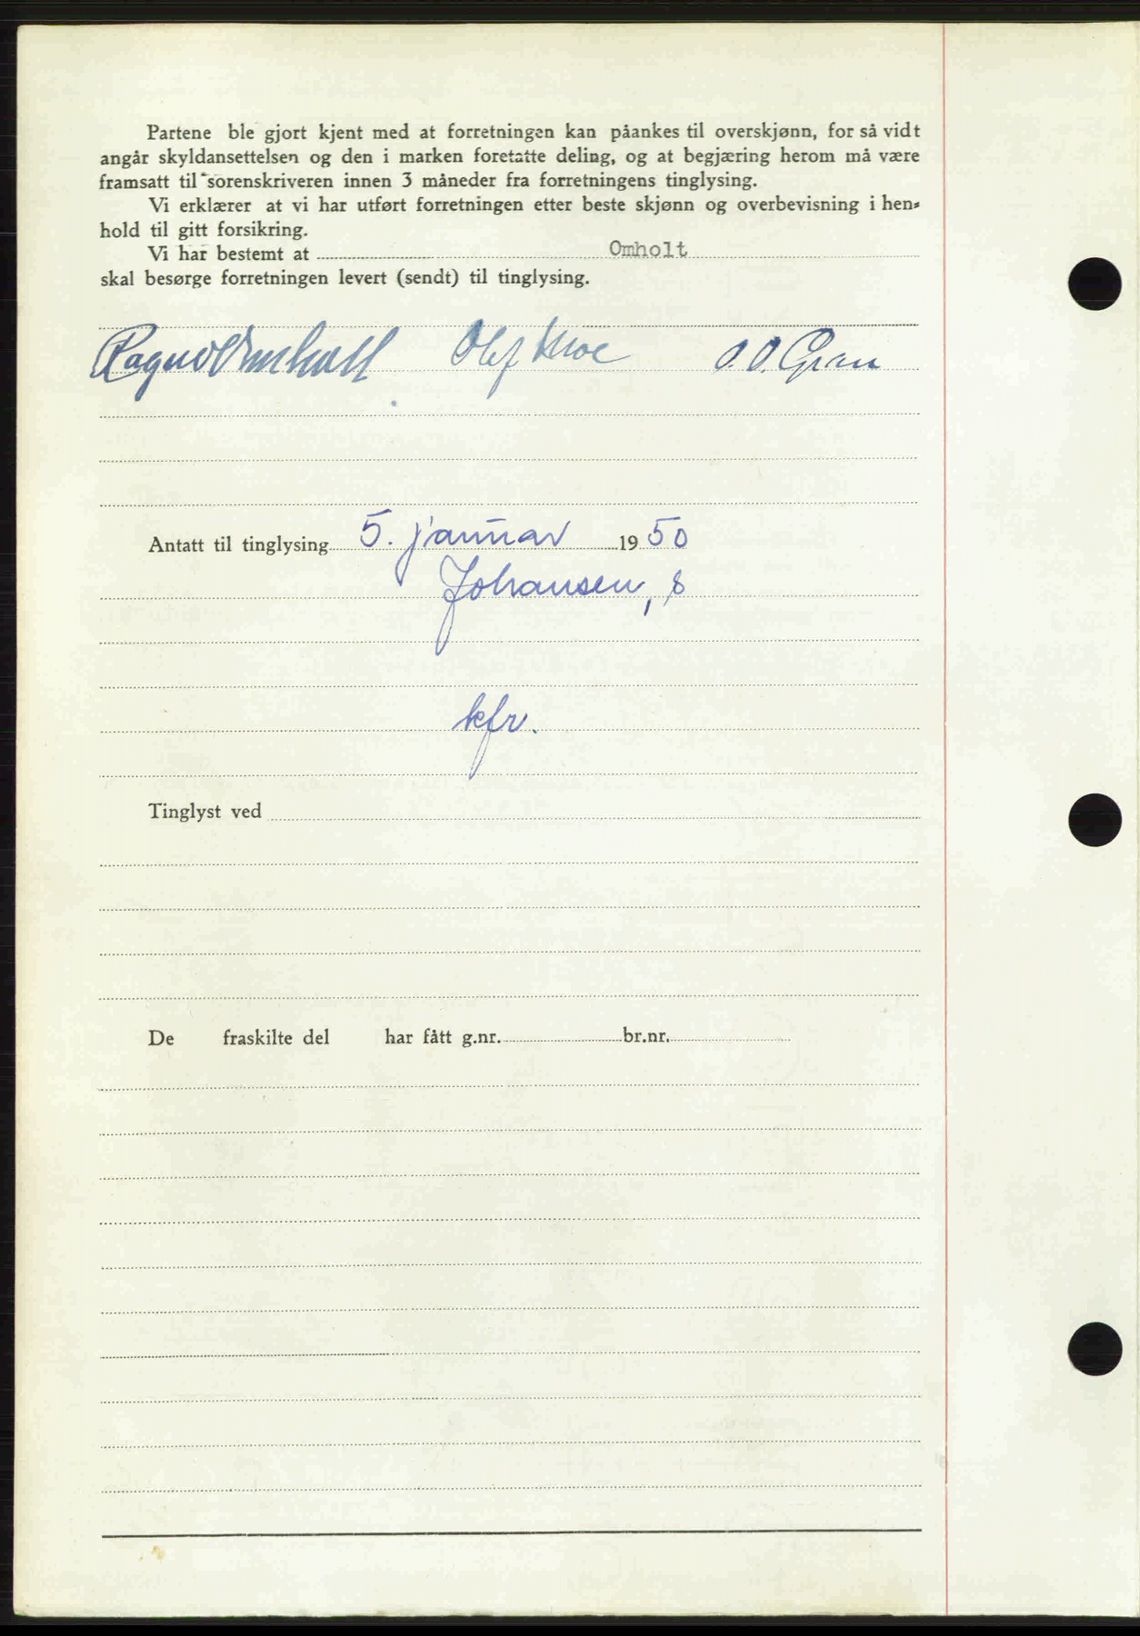 Partene ble gjort kjent med at forretningen kan påankes til overskjønn, for så vidt
angår skyldansettelsen og den i marken foretatte deling, og at begjæring herom må være
framsatt til sorenskriveren innen 3 måneder fra forretningens tinglysing.
Vi erklærer at vi har utført forretningen etter beste skjønn og overbevisning i hen-
hold til gitt forsikring.
Vi har bestemt at Omholt
skal besørge forretningen levert (sendt) til tinglysing.
Ragnv Omholt Olef O. O. Gran
Antatt til tinglysing 5. januar 1950
Johansen,
kfr.
Tinglyst ved
De fraskilte del har fått g.nr. br.nr.